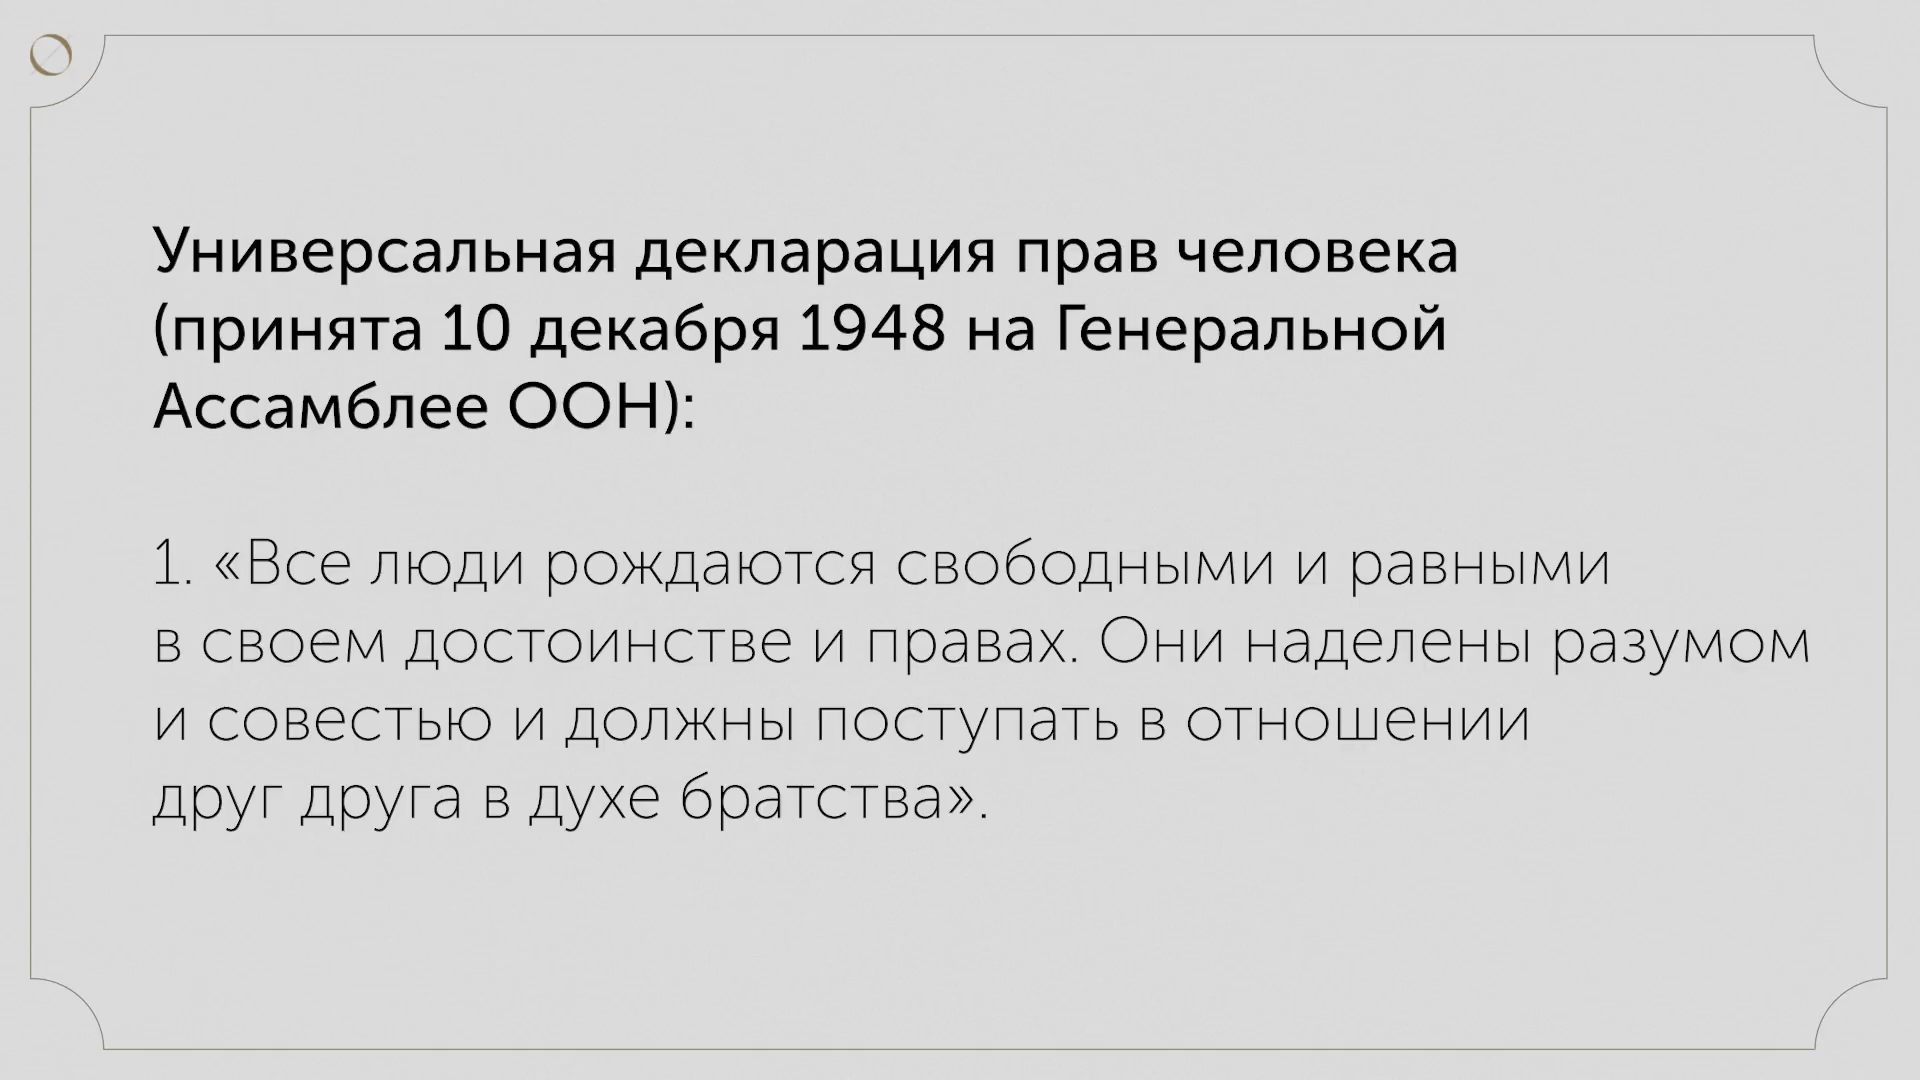 Универсальная декларация прав человека
(принята 10 декабря 1948 на Генеральной
Ассамблее ООН):
1. «Все люди рождаются свободными и равными
в своем достоинстве и правах. Они наделены разумом
и совестью и должны поступать в отношении
друг друга в духе братства».